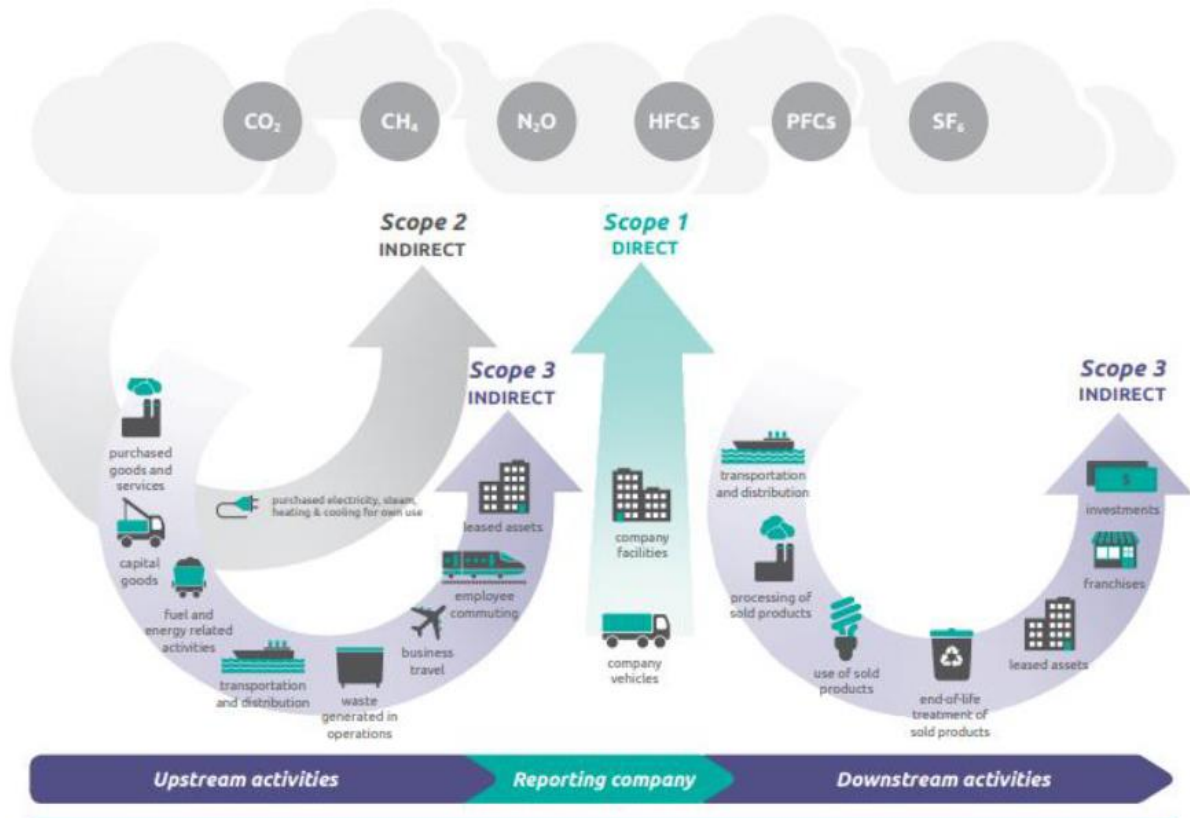 CO₂
CH₄
N₂O
HFCs
PFCs
SF₆
Scope 2
INDIRECT
Scope 1
DIRECT
Scope 3
INDIRECT
Scope 3
INDIRECT
purchased
goods and
services
capital
goods
fuel and
energy related
activities
transportation
and distribution
waste
generated in
operations
business
travel
employee
commuting
leased assets
purchased electricity, steam,
heating & cooling for own use
company
facilities
company
vehicles
transportation
and distribution
processing of
sold products
use of sold
products
end-of-life
treatment of
sold products
leased assets
franchises
investments
$
Upstream activities
Reporting company
Downstream activities